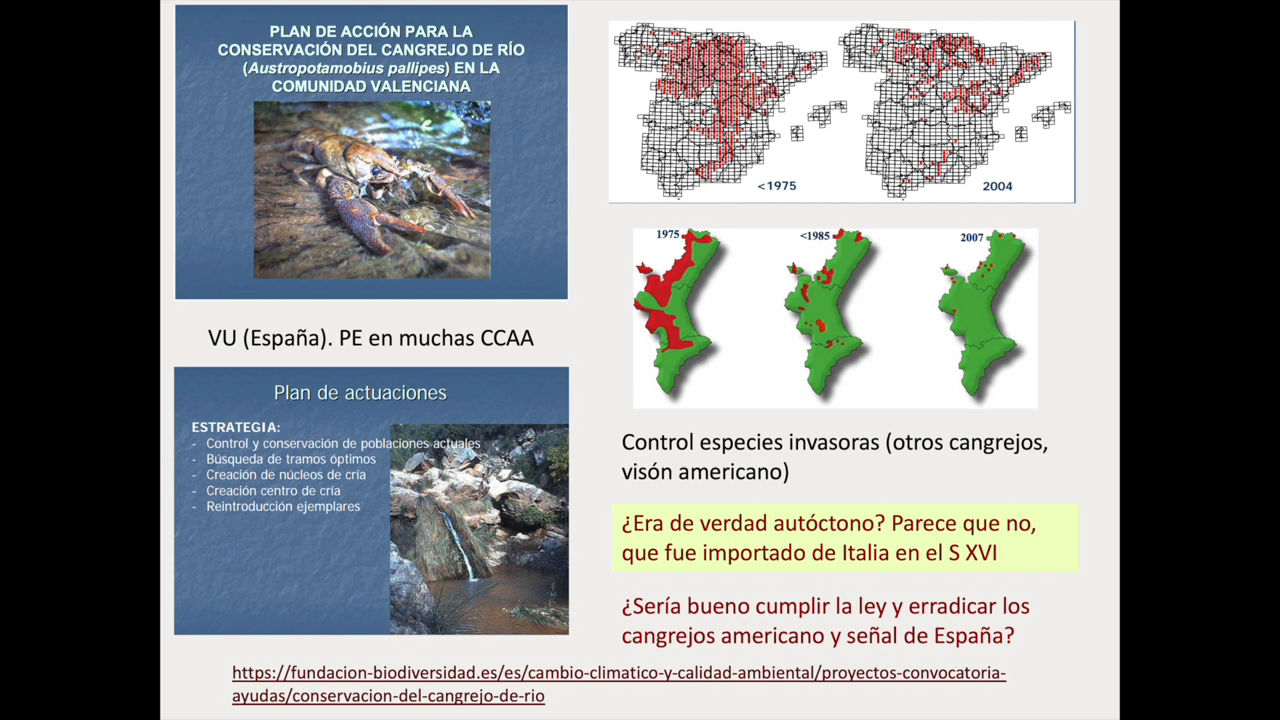 PLAN DE ACCIÓN PARA LA
CONSERVACIÓN DEL CANGREJO DE RÍO
(Austropotamobius pallipes) EN LA
COMUNIDAD VALENCIANA
VU (España). PE en muchas CCAA
Plan de actuaciones
ESTRATEGIA:
- Control y conservación de poblaciones actuales
- Búsqueda de tramos óptimos
- Creación de núcleos de cría
- Creación centro de cría
- Reintroducción ejemplares
<1975
2004
1975
<1985
2007
Control especies invasoras (otros cangrejos,
visón americano)
¿Era de verdad autóctono? Parece que no,
que fue importado de Italia en el S XVI
¿Sería bueno cumplir la ley y erradicar los
cangrejos americano y señal de España?
https://fundacion-biodiversidad.es/es/cambio-climatico-y-calidad-ambiental/proyectos-convocatoria-
ayudas/conservacion-del-cangrejo-de-rio